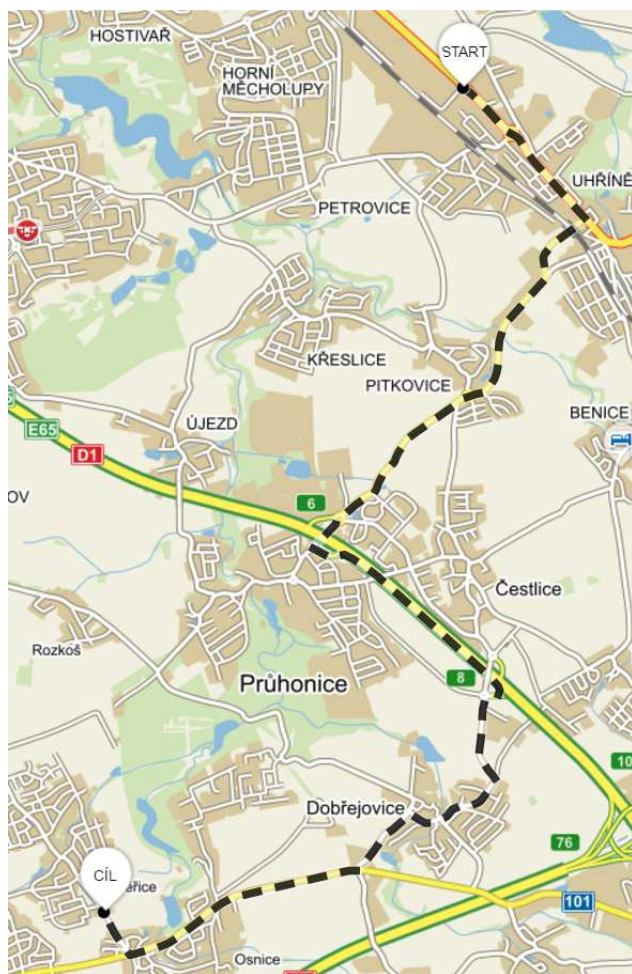 HOSTIVAŘ
START
HORNÍ
MĚCHOLUPY
UHŘÍNĚ
PETROVICE
KŘESLICE
PITKOVICE
BENICE
ÚJEZD
E65
D1
OV
6
Čestlice
Rozkoš
8
Průhonice
10
Dobřejovice
76
CÍL
eřice
101
Osnice